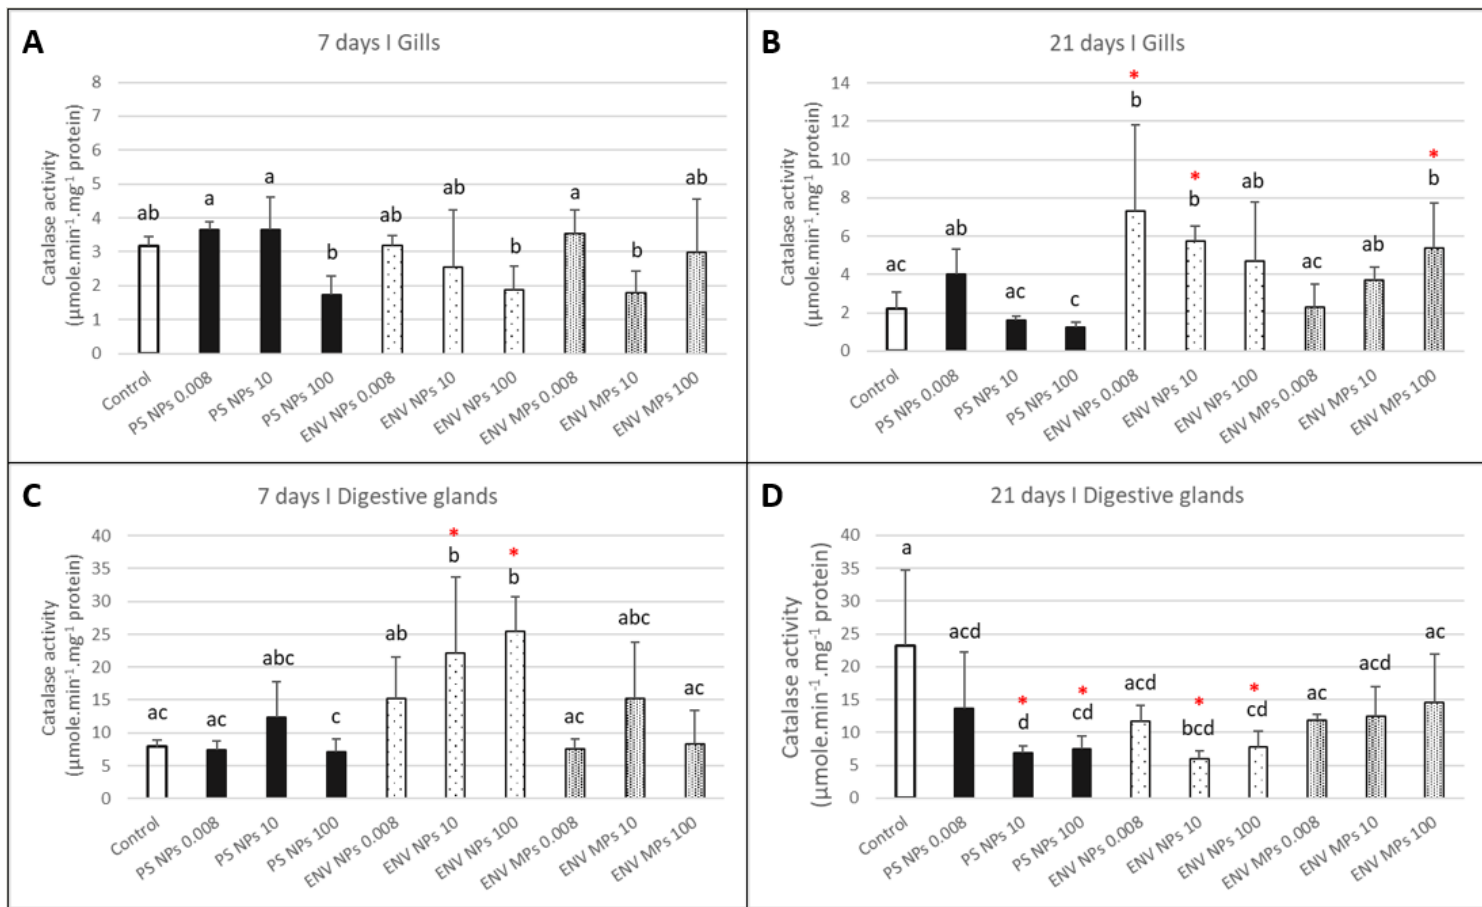 A
7 days I Gills
Catalase activity
(µmole.min⁻¹.mg⁻¹ protein)
8
7
6
5
4
3
2
1
0
ab
a
a
b
ab
ab
b
a
b
ab
Control
PS NPs 0.008
PS NPs 10
PS NPs 100
ENV NPs 0.008
ENV NPs 10
ENV NPs 100
ENV MPs 0.008
ENV MPs 10
ENV MPs 100
B
21 days I Gills
Catalase activity
(µmole.min⁻¹.mg⁻¹ protein)
14
12
10
8
6
4
2
0
ac
ab
ac
c
*
b
*
b
ab
ac
ab
*
b
Control
PS NPs 0.008
PS NPs 10
PS NPs 100
ENV NPs 0.008
ENV NPs 10
ENV NPs 100
ENV MPs 0.008
ENV MPs 10
ENV MPs 100
C
7 days I Digestive glands
Catalase activity
(µmole.min⁻¹.mg⁻¹ protein)
40
35
30
25
20
15
10
5
0
ac
ac
abc
c
ab
*
b
*
b
ac
abc
ac
Control
PS NPs 0.008
PS NPs 10
PS NPs 100
ENV NPs 0.008
ENV NPs 10
ENV NPs 100
ENV MPs 0.008
ENV MPs 10
ENV MPs 100
D
21 days I Digestive glands
Catalase activity
(µmole.min⁻¹.mg⁻¹ protein)
40
35
30
25
20
15
10
5
0
a
acd
*
d
*
cd
acd
*
bcd
*
cd
ac
acd
ac
Control
PS NPs 0.008
PS NPs 10
PS NPs 100
ENV NPs 0.008
ENV NPs 10
ENV NPs 100
ENV MPs 0.008
ENV MPs 10
ENV MPs 100